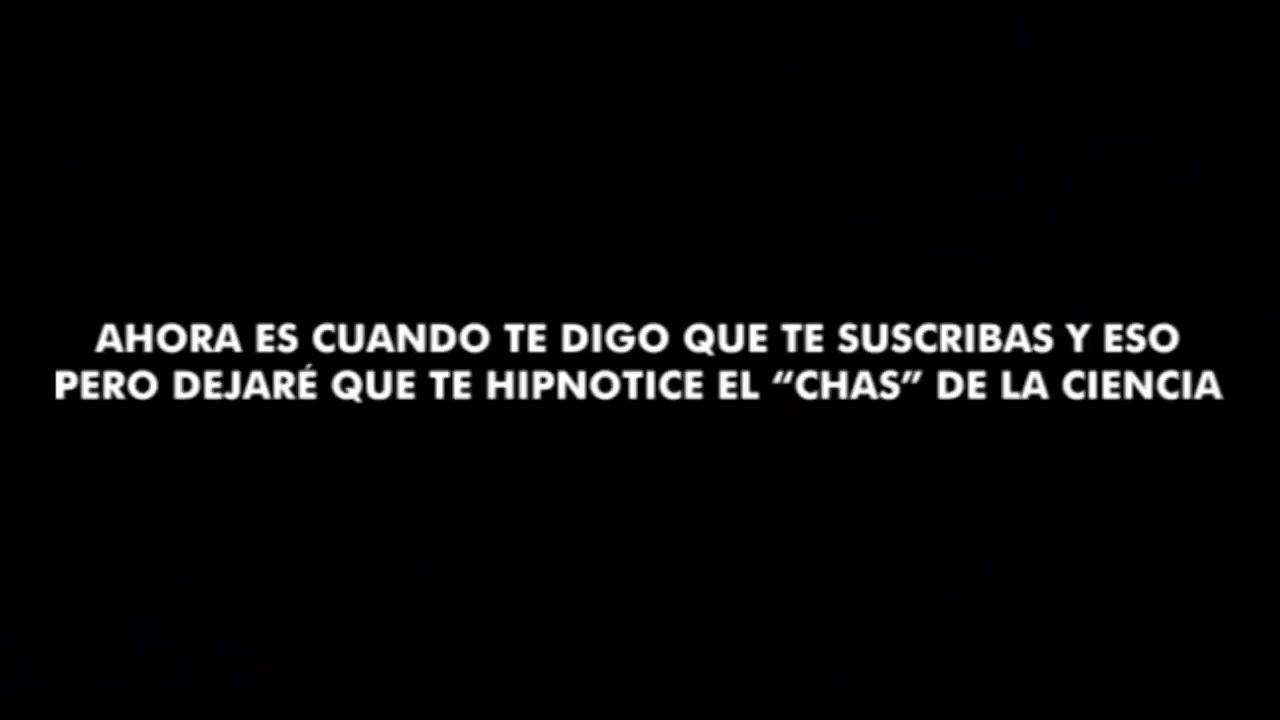 AHORA ES CUANDO TE DIGO QUE TE SUSCRIBAS Y ESO
PERO DEJARÉ QUE TE HIPNOTICE EL “CHAS” DE LA CIENCIA